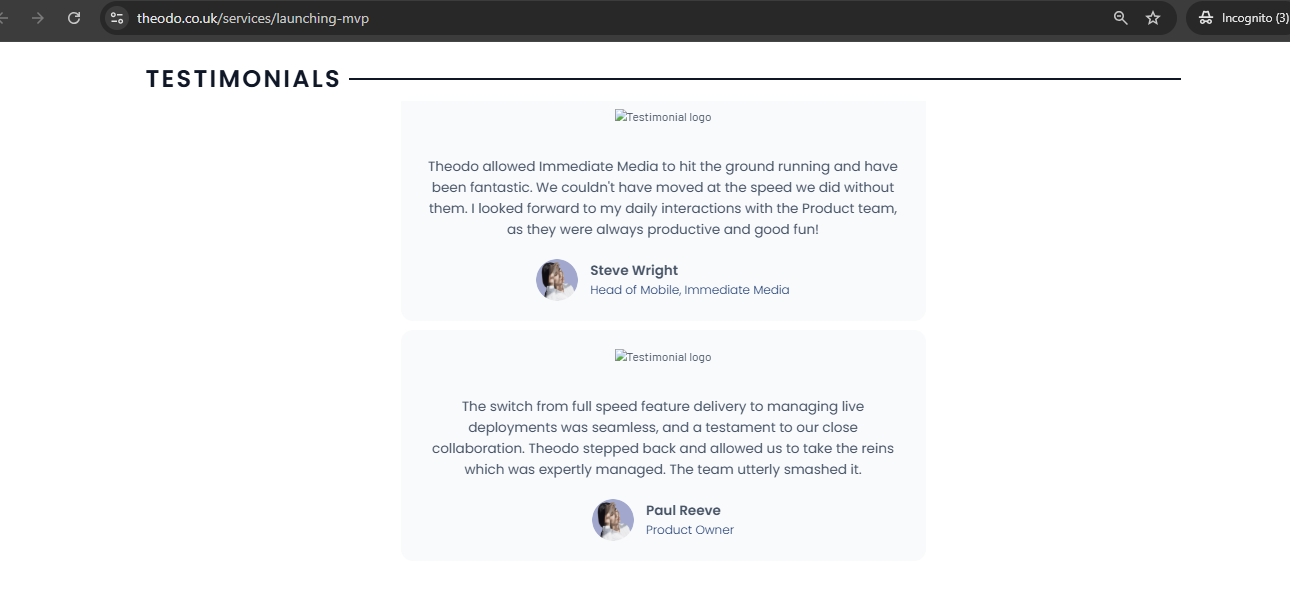 theodo.co.uk/services/launching-mvp
Incognito (3)
TESTIMONIALS
Testimonial logo
Theodo allowed Immediate Media to hit the ground running and have
been fantastic. We couldn't have moved at the speed we did without
them. I looked forward to my daily interactions with the Product team,
as they were always productive and good fun!
Steve Wright
Head of Mobile, Immediate Media
Testimonial logo
The switch from full speed feature delivery to managing live
deployments was seamless, and a testament to our close
collaboration. Theodo stepped back and allowed us to take the reins
which was expertly managed. The team utterly smashed it.
Paul Reeve
Product Owner